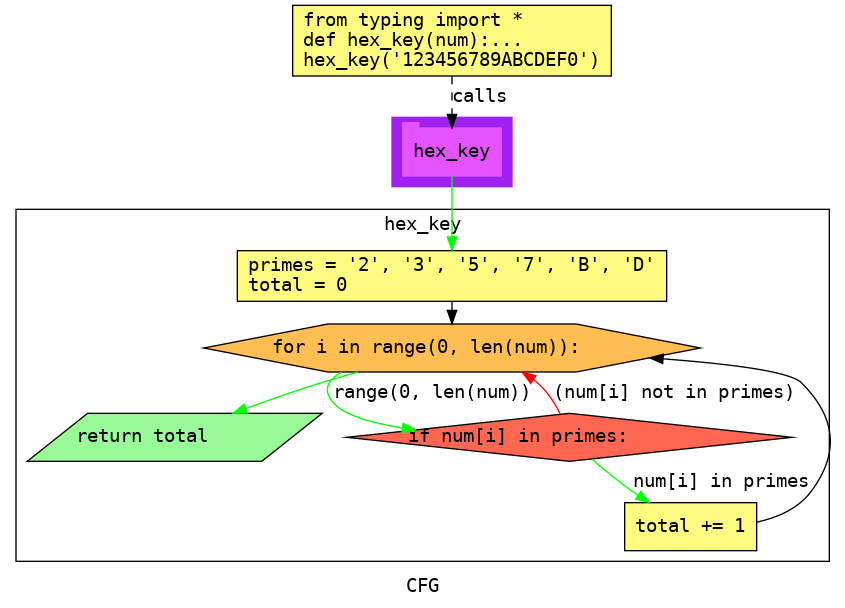 from typing import *
def hex_key(num):...
hex_key('123456789ABCDEF0')
calls
hex_key
hex_key
primes = '2', '3', '5', '7', 'B', 'D'
total = 0
for i in range(0, len(num)):
range(0, len(num))
(num[i] not in primes)
return total
if num[i] in primes:
num[i] in primes
total += 1
CFG